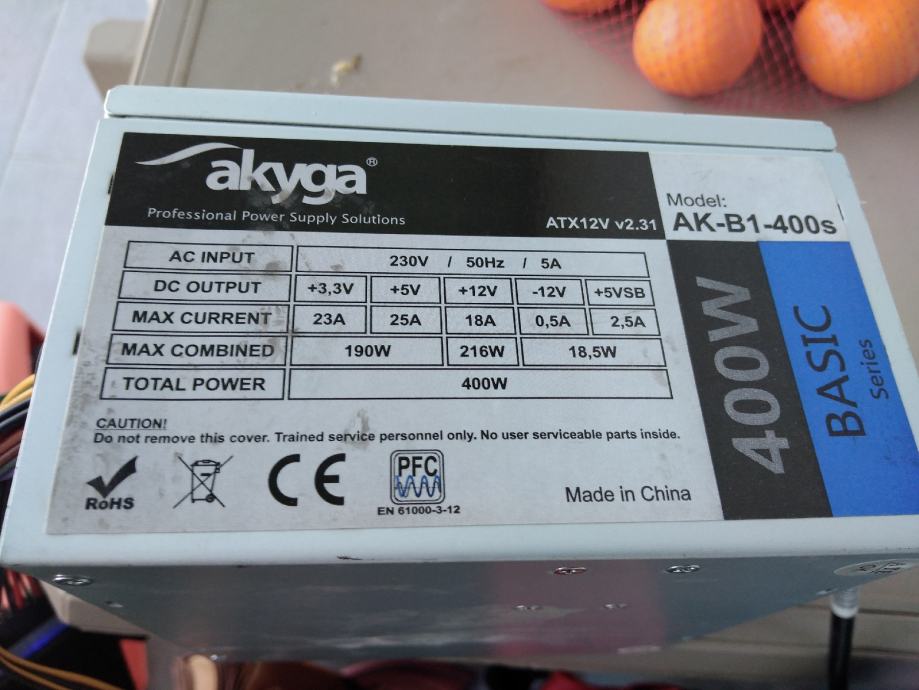 akyga®
Professional Power Supply Solutions
ATX12V v2.31
Model:
AK-B1-400s
AC INPUT 230V / 50Hz / 5A
DC OUTPUT +3,3V +5V +12V -12V +5VSB
MAX CURRENT 23A 25A 18A 0,5A 2,5A
MAX COMBINED 190W 216W 18,5W
TOTAL POWER 400W
400W
BASIC
Series
CAUTION!
Do not remove this cover. Trained service personnel only. No user serviceable parts inside.
RoHS
CE
PFC
EN 61000-3-12
Made in China